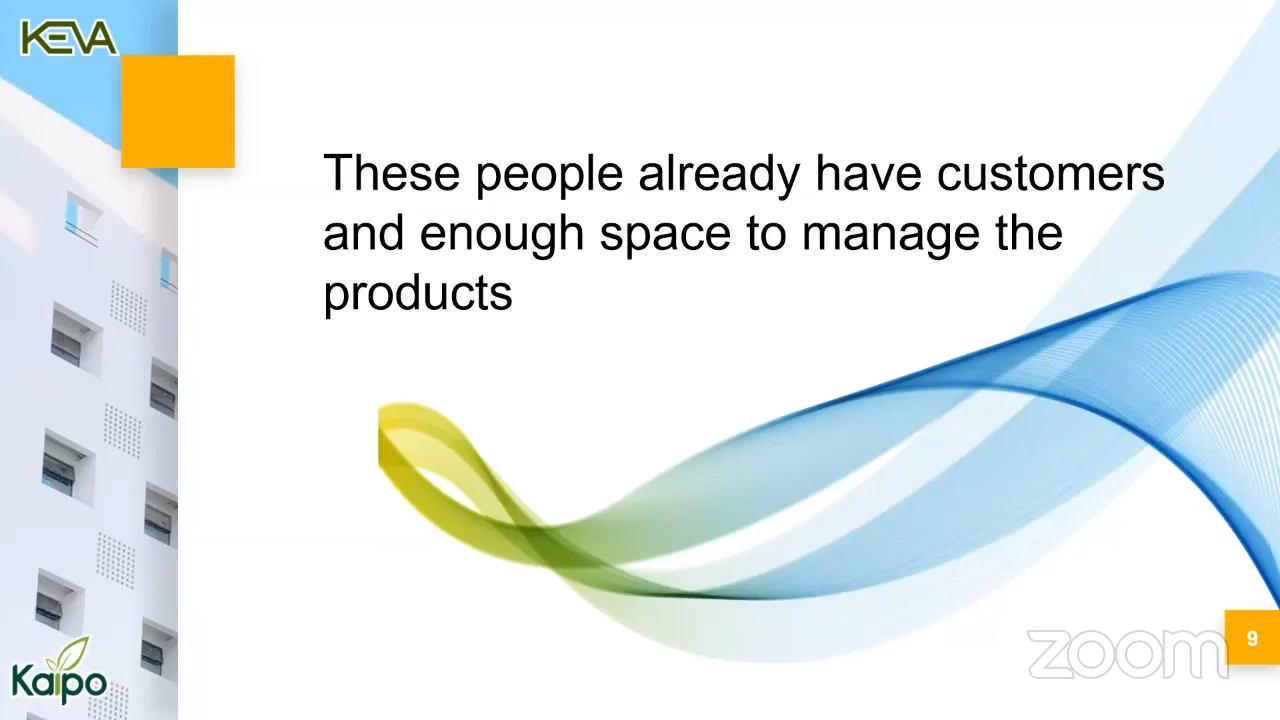 KEVA
These people already have customers
and enough space to manage the
products
zoom
9
Kaipo